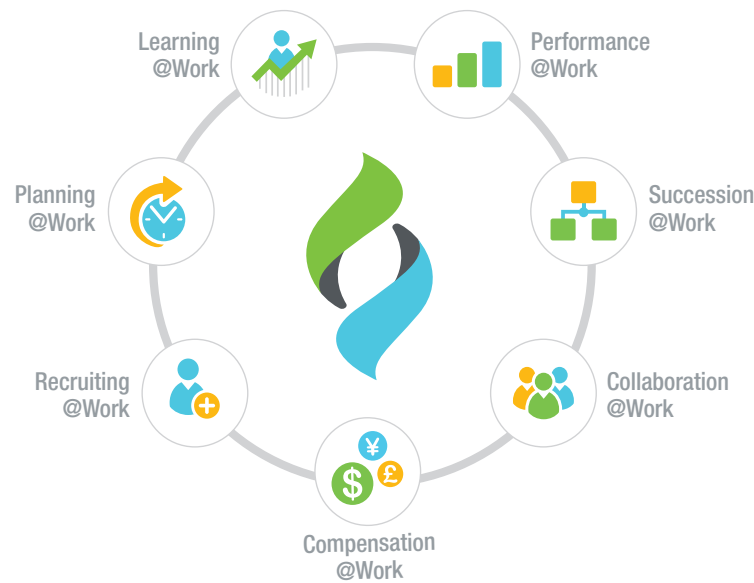 Learning
@Work
Performance
@Work
Planning
@Work
Succession
@Work
Recruiting
@Work
Collaboration
@Work
¥
$
£
Compensation
@Work